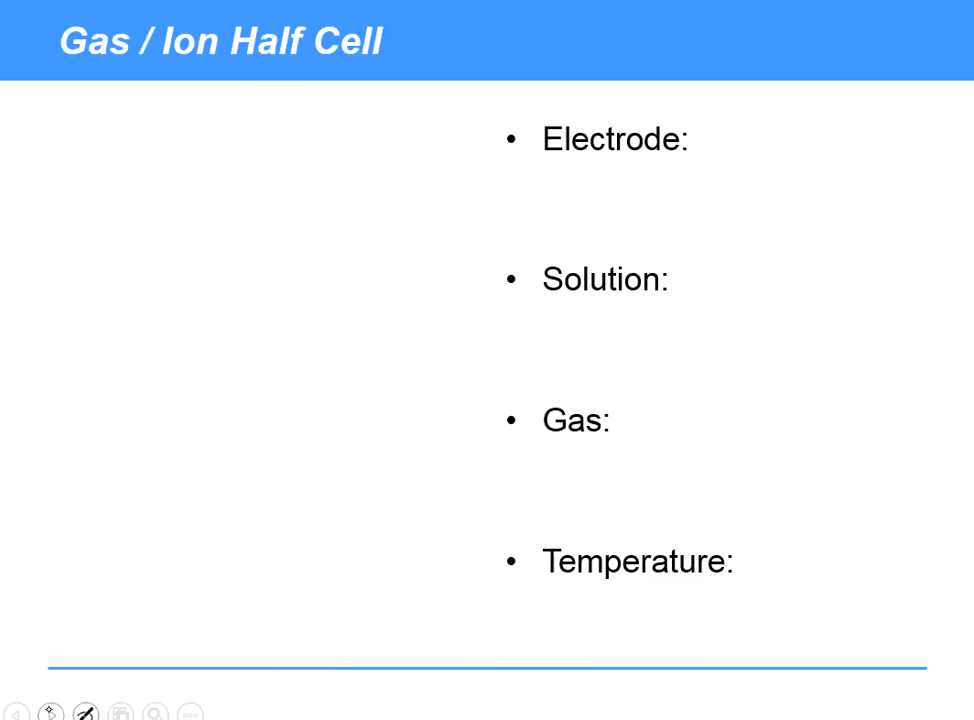 Gas / Ion Half Cell
• Electrode:
• Solution:
• Gas:
• Temperature: